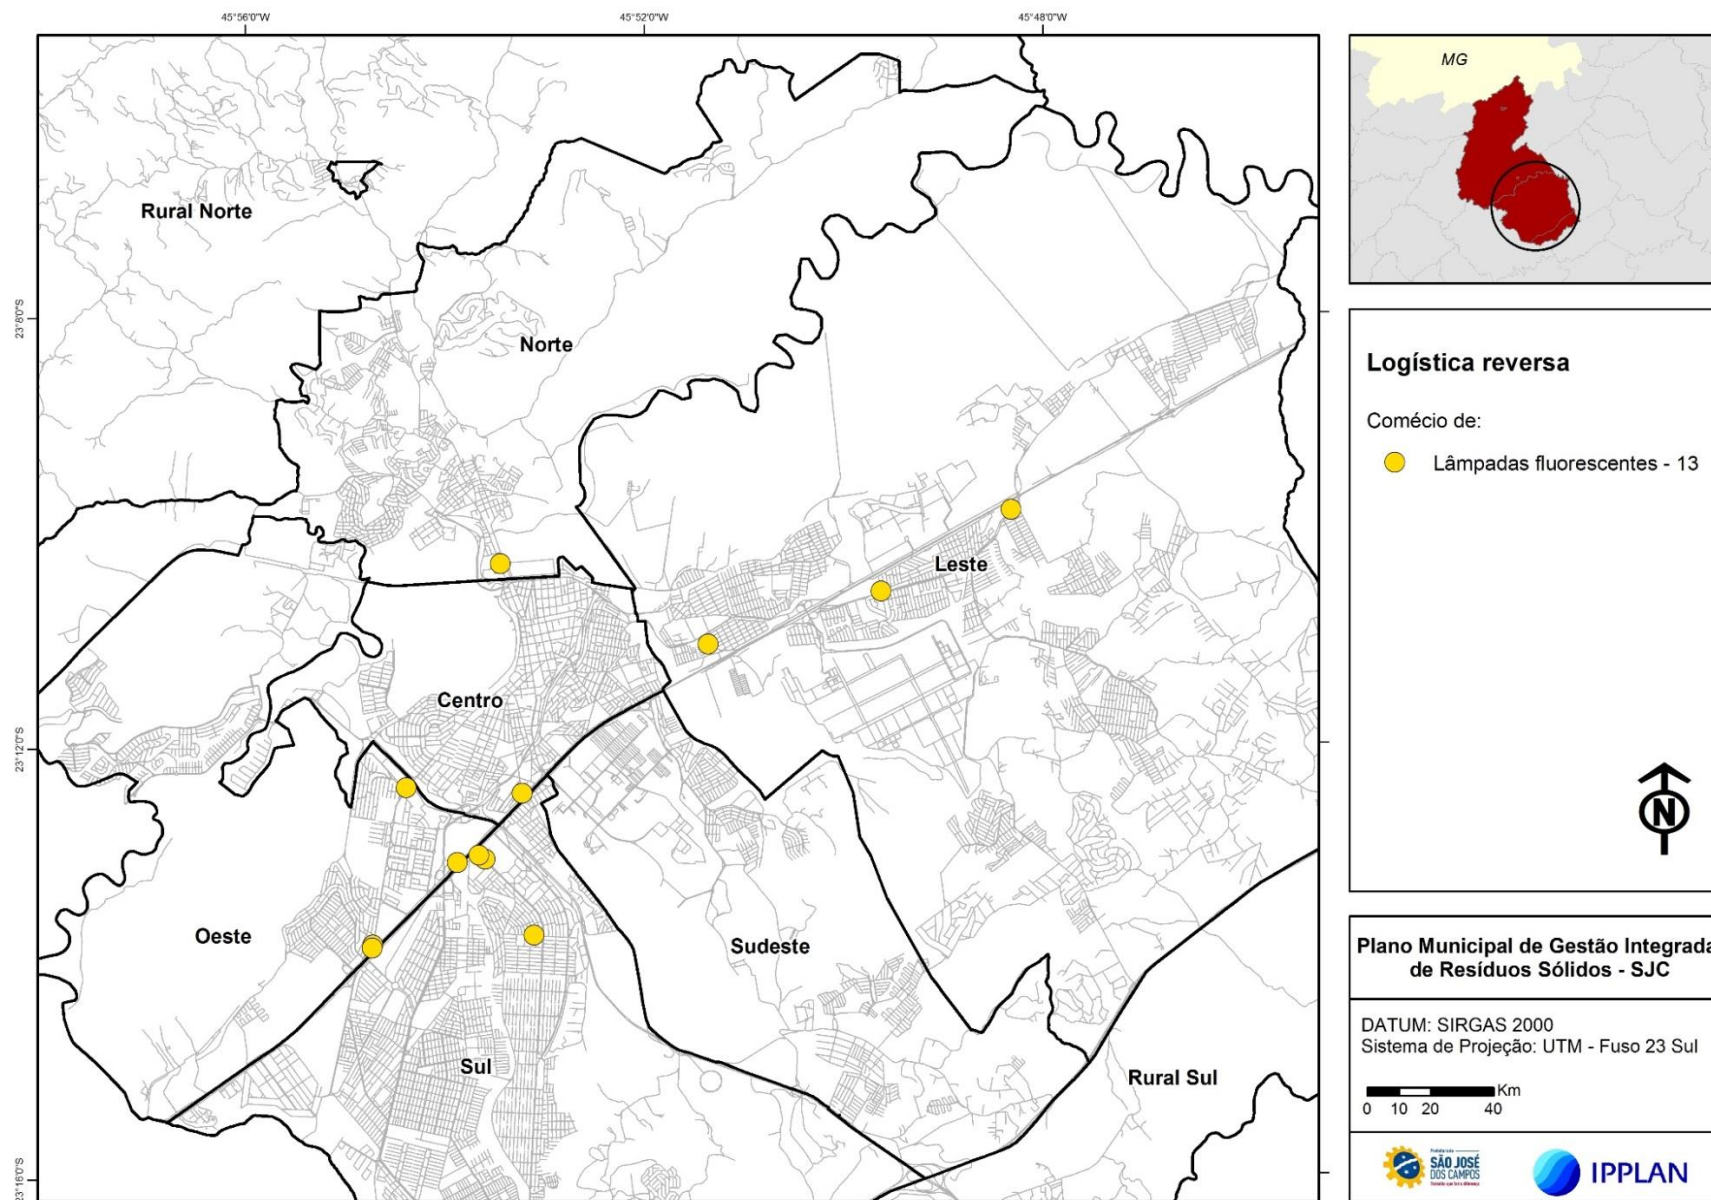 45°56'0"W
45°52'0"W
45°48'0"W
23°8'0"S
23°12'0"S
23°16'0"S
Rural Norte
Norte
Leste
Centro
Oeste
Sudeste
Sul
Rural Sul
MG
Logística reversa
Comécio de:
Lâmpadas fluorescentes - 13
N
Plano Municipal de Gestão Integrada
de Resíduos Sólidos - SJC
DATUM: SIRGAS 2000
Sistema de Projeção: UTM - Fuso 23 Sul
Km
0 10 20 40
SÃO JOSÉ
DOS CAMPOS
IPPLAN